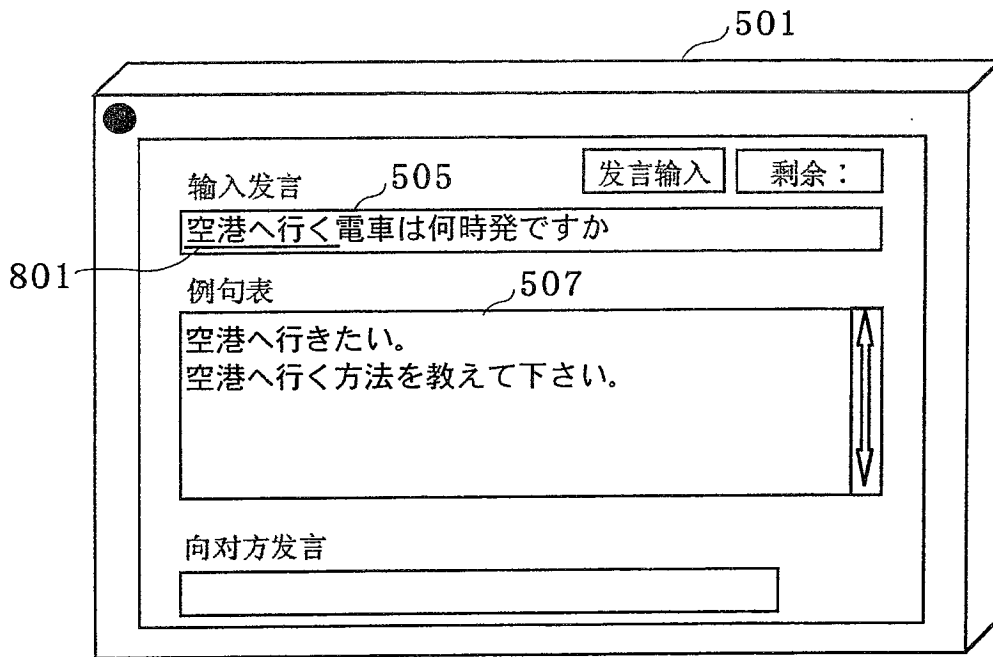 501
发言输入 剩余：
输入发言 505
空港へ行く電車は何時発ですか
801
例句表 507
空港へ行きたい。
空港へ行く方法を教えて下さい。
向对方发言